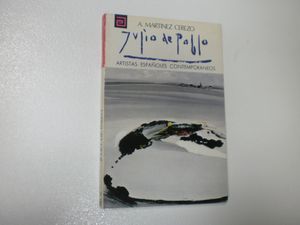 A. MARTINEZ CEREZO
Julio de Pablo
ARTISTAS ESPAÑOLES CONTEMPORANEOS